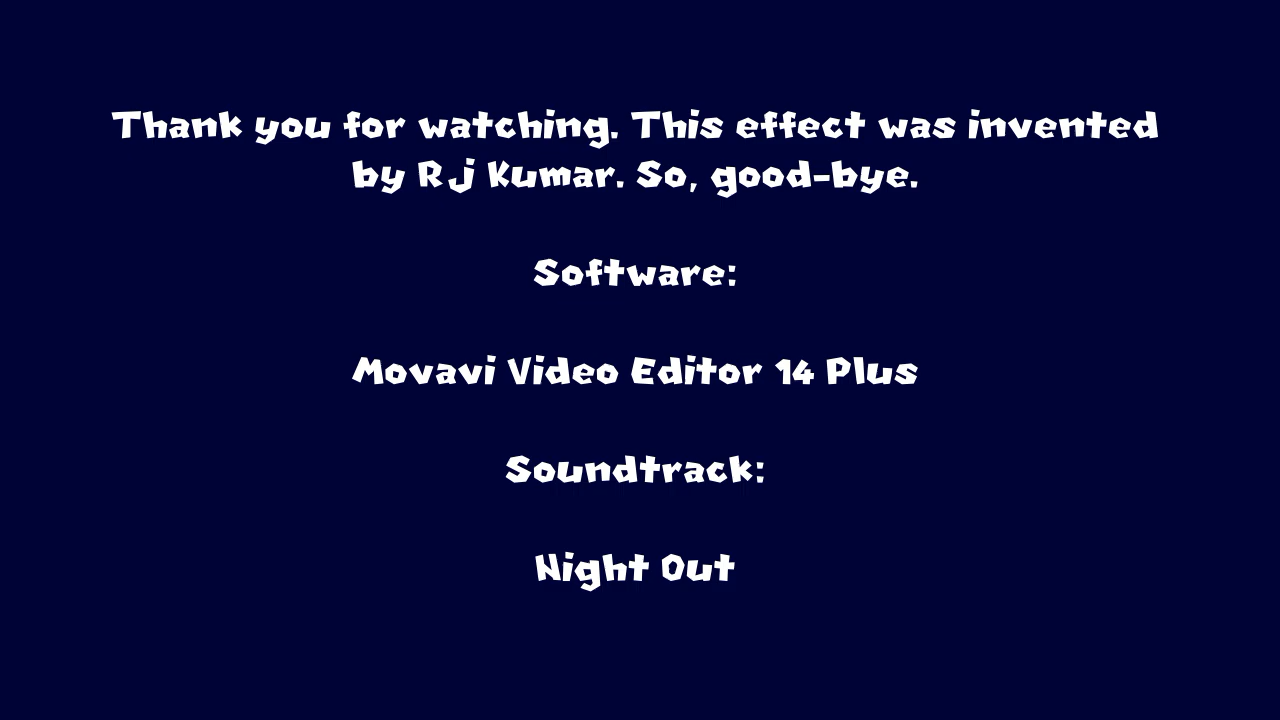 Thank you for watching. This effect was invented
by RJ Kumar. So, good-bye.
Software:
Movavi Video Editor 14 Plus
Soundtrack:
Night Out